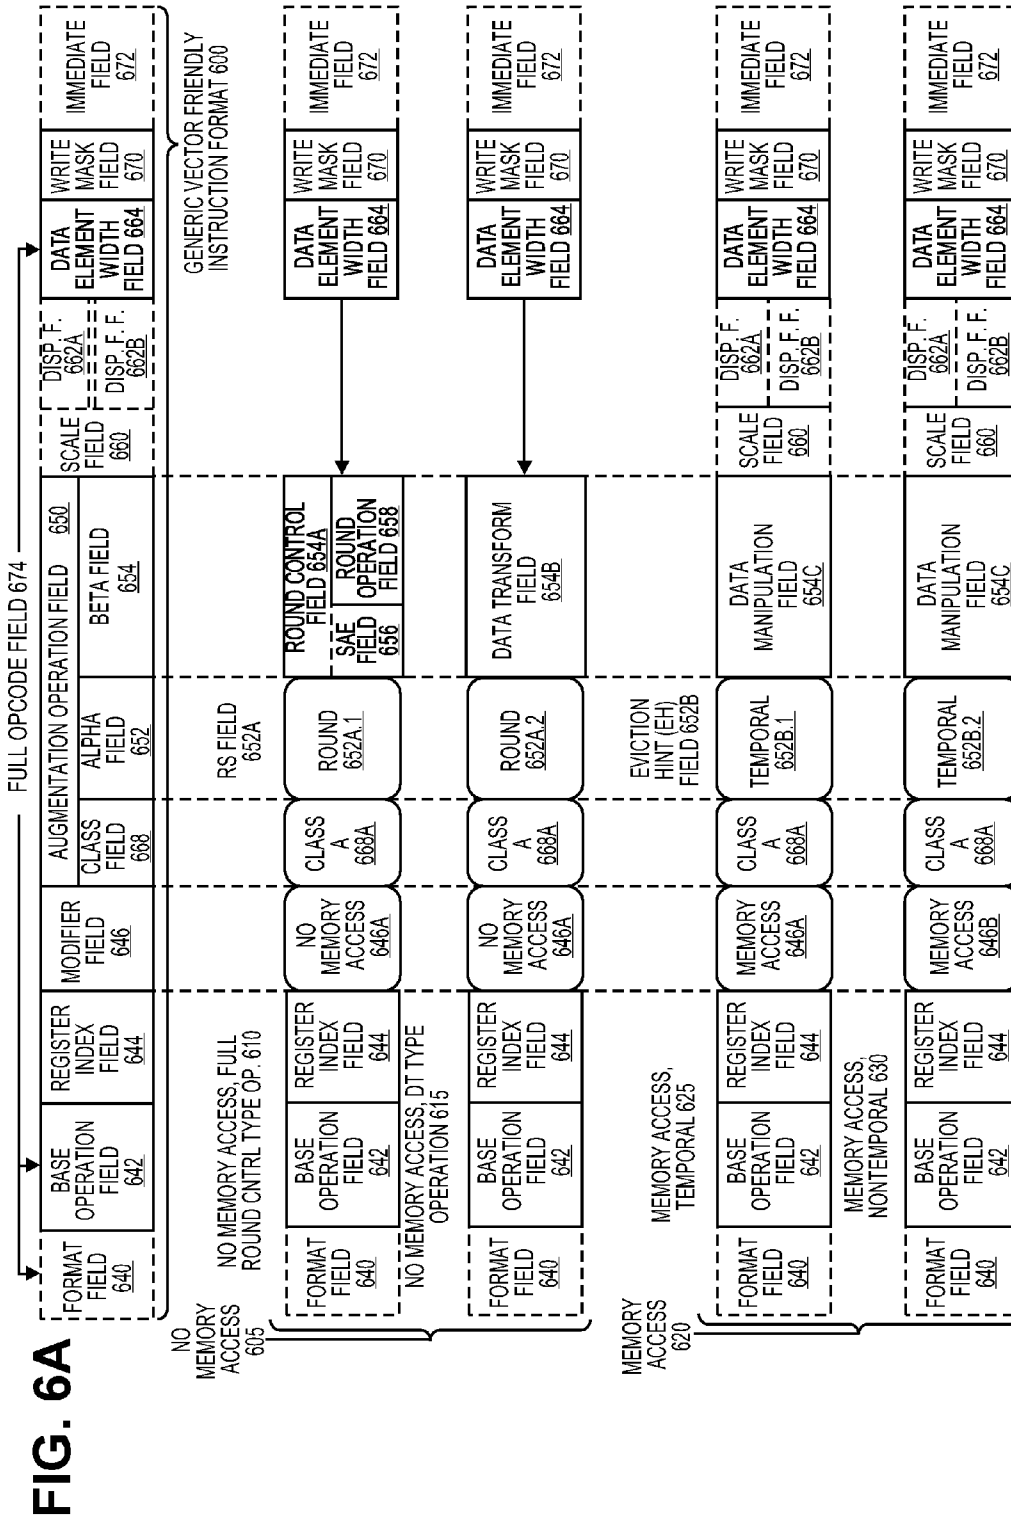 FIG. 6A
FULL OPCODE FIELD 674
FORMAT
FIELD
640
BASE
OPERATION
FIELD
642
REGISTER
INDEX
FIELD
644
MODIFIER
FIELD
646
AUGMENTATION OPERATION FIELD 650
CLASS
FIELD
668
ALPHA
FIELD
652
BETA FIELD
654
SCALE
FIELD
660
DISP. F.
662A
DISP. F. F.
662B
DATA
ELEMENT
WIDTH
FIELD 664
WRITE
MASK
FIELD
670
IMMEDIATE
FIELD
672
GENERIC VECTOR FRIENDLY
INSTRUCTION FORMAT 600
NO
MEMORY
ACCESS
605
NO MEMORY ACCESS, FULL
ROUND CNTRL TYPE OP. 610
RS FIELD
652A
FORMAT
FIELD
640
BASE
OPERATION
FIELD
642
REGISTER
INDEX
FIELD
644
NO
MEMORY
ACCESS
646A
CLASS
A
668A
ROUND
652A.1
ROUND CONTROL
FIELD 654A
SAE
FIELD
656
ROUND
OPERATION
FIELD 658
DATA
ELEMENT
WIDTH
FIELD 664
WRITE
MASK
FIELD
670
IMMEDIATE
FIELD
672
NO MEMORY ACCESS, DT TYPE
OPERATION 615
FORMAT
FIELD
640
BASE
OPERATION
FIELD
642
REGISTER
INDEX
FIELD
644
NO
MEMORY
ACCESS
646A
CLASS
A
668A
ROUND
652A.2
DATA TRANSFORM
FIELD
654B
DATA
ELEMENT
WIDTH
FIELD 664
WRITE
MASK
FIELD
670
IMMEDIATE
FIELD
672
MEMORY
ACCESS
620
MEMORY ACCESS,
TEMPORAL 625
EVICTION
HINT (EH)
FIELD 652B
FORMAT
FIELD
640
BASE
OPERATION
FIELD
642
REGISTER
INDEX
FIELD
644
MEMORY
ACCESS
646A
CLASS
A
668A
TEMPORAL
652B.1
DATA
MANIPULATION
FIELD
654C
SCALE
FIELD
660
DISP. F.
662A
DISP. F. F.
662B
DATA
ELEMENT
WIDTH
FIELD 664
WRITE
MASK
FIELD
670
IMMEDIATE
FIELD
672
MEMORY ACCESS,
NONTEMPORAL 630
FORMAT
FIELD
640
BASE
OPERATION
FIELD
642
REGISTER
INDEX
FIELD
644
MEMORY
ACCESS
646B
CLASS
A
668A
TEMPORAL
652B.2
DATA
MANIPULATION
FIELD
654C
SCALE
FIELD
660
DISP. F.
662A
DISP. F. F.
662B
DATA
ELEMENT
WIDTH
FIELD 664
WRITE
MASK
FIELD
670
IMMEDIATE
FIELD
672